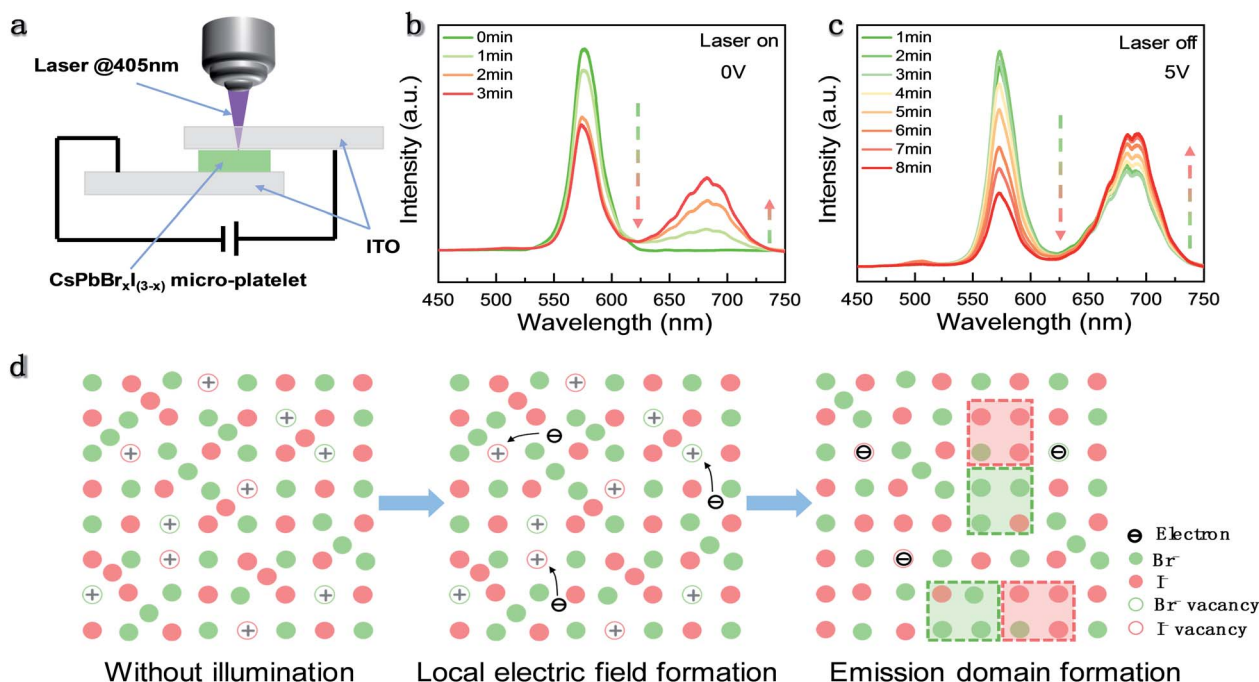 a
Laser @405nm
ITO
CsPbBrₓI₍₃₋ₓ₎ micro-platelet
b
0min
1min
2min
3min
Laser on
0V
Intensity (a.u.)
450 500 550 600 650 700 750
Wavelength (nm)
c
1min
2min
3min
4min
5min
6min
7min
8min
Laser off
5V
Intensity (a.u.)
450 500 550 600 650 700 750
Wavelength (nm)
d
Electron
Br⁻
I⁻
Br⁻ vacancy
I⁻ vacancy
Without illumination
Local electric field formation
Emission domain formation